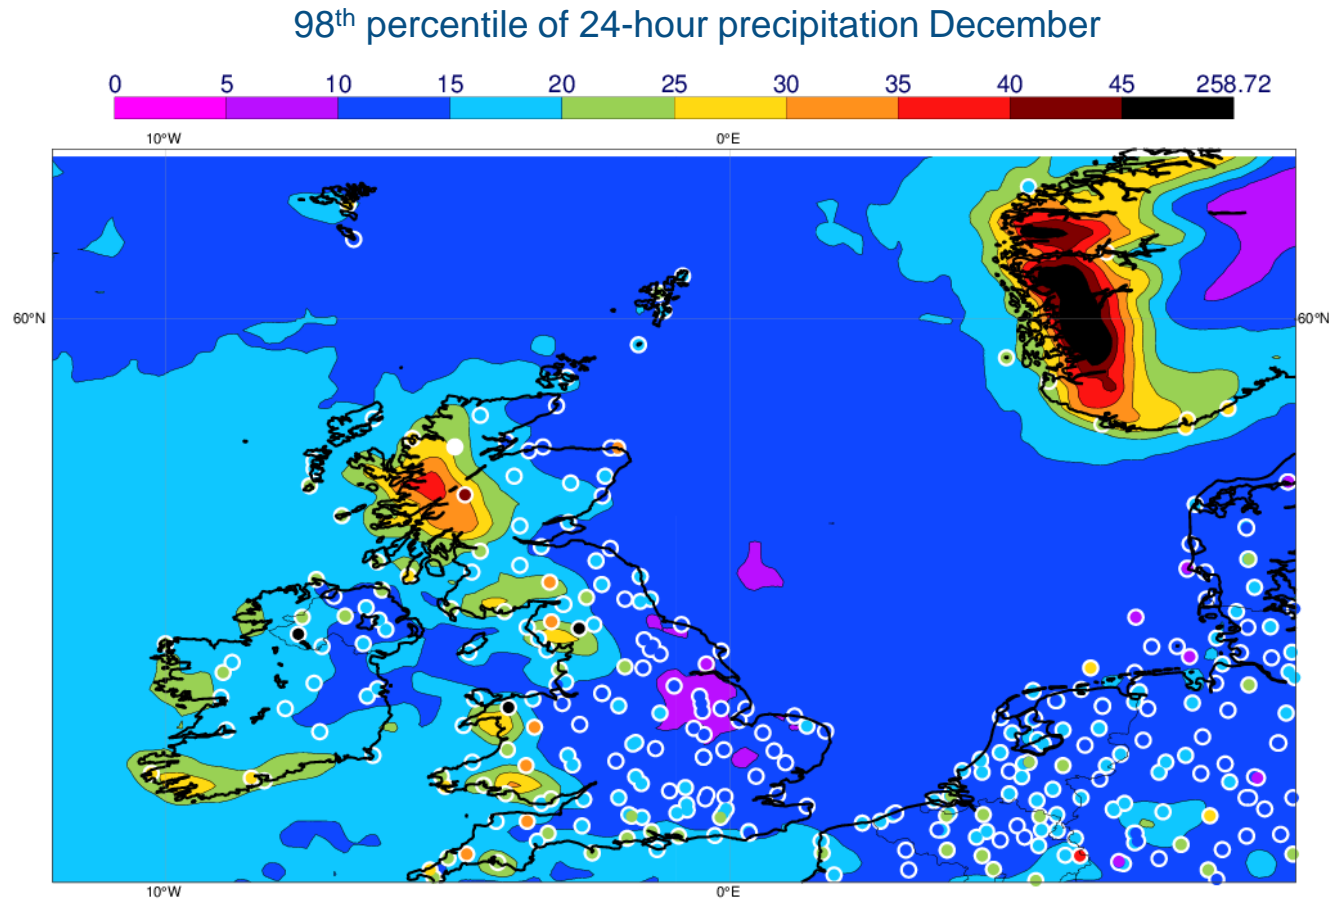 98th percentile of 24-hour precipitation December
0 5 10 15 20 25 30 35 40 45 258.72
10°W 0°E
60°N 60°N
10°W 0°E